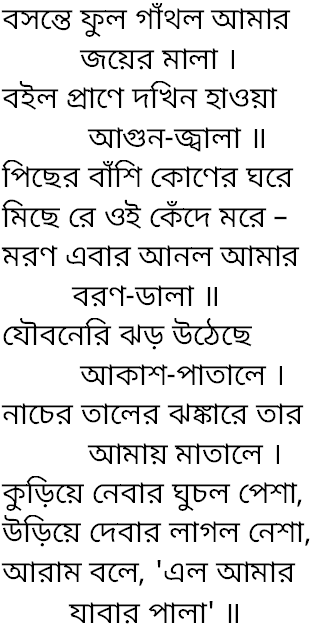 বসন্তে ফুল গাঁথল আমার
জয়ের মালা ।
বইল প্রাণে দখিন হাওয়া
আগুন-জ্বালা ॥
পিছের বাঁশি কোণের ঘরে
মিছে রে ওই কেঁদে মরে –
মরণ এবার আনল আমার
বরণ-ডালা ॥
যৌবনেরি ঝড় উঠেছে
আকাশ-পাতালে ।
নাচের তালের ঝঙ্কারে তার
আমায় মাতালে ।
কুড়িয়ে নেবার ঘুচল পেশা,
উড়িয়ে দেবার লাগল নেশা,
আরাম বলে, 'এল আমার
যাবার পালা' ॥